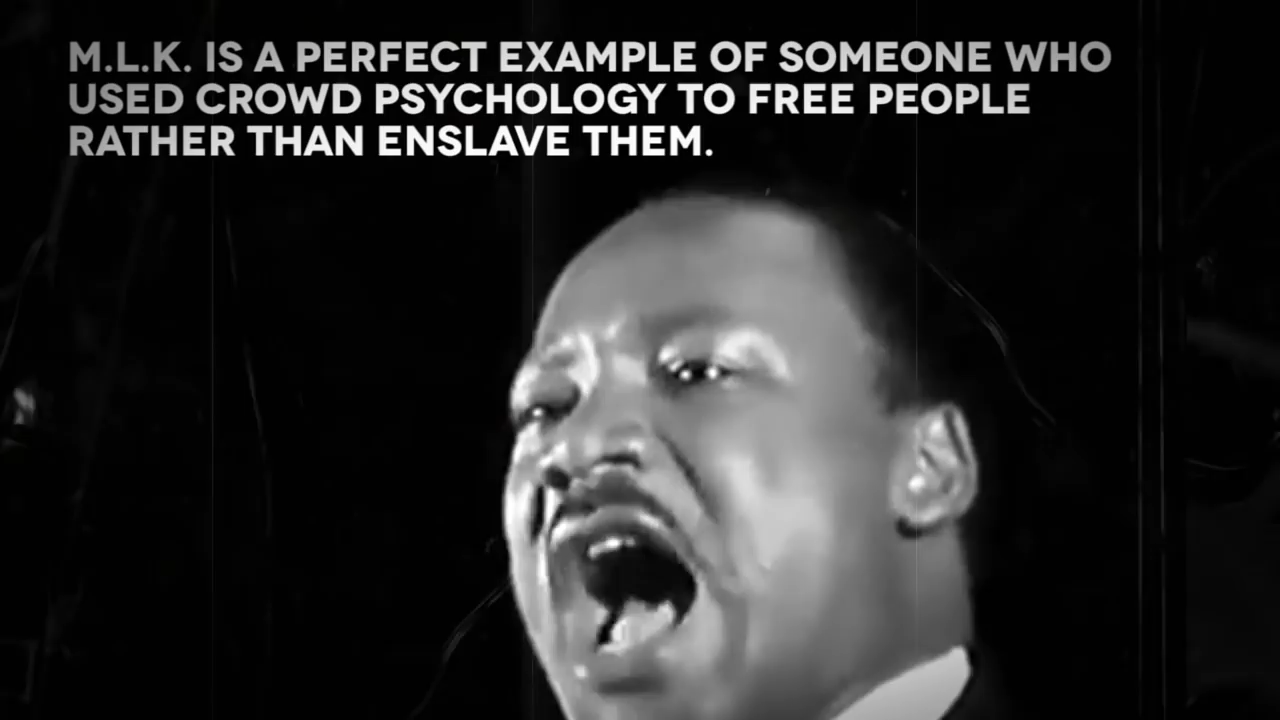 M.L.K. IS A PERFECT EXAMPLE OF SOMEONE WHO
USED CROWD PSYCHOLOGY TO FREE PEOPLE
RATHER THAN ENSLAVE THEM.